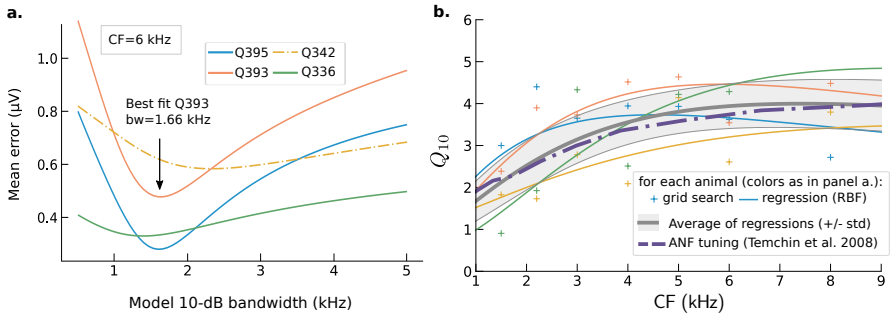 a.
CF=6 kHz
Q395
Q342
Q393
Q336
Best fit Q393
bw=1.66 kHz
Mean error (μV)
1.0
0.8
0.6
0.4
1
2
3
4
5
Model 10-dB bandwidth (kHz)
b.
Q10
6
5
4
3
2
1
0
for each animal (colors as in panel a.):
grid search
regression (RBF)
Average of regressions (+/- std)
ANF tuning (Temchin et al. 2008)
1
2
3
4
5
6
7
8
9
CF (kHz)